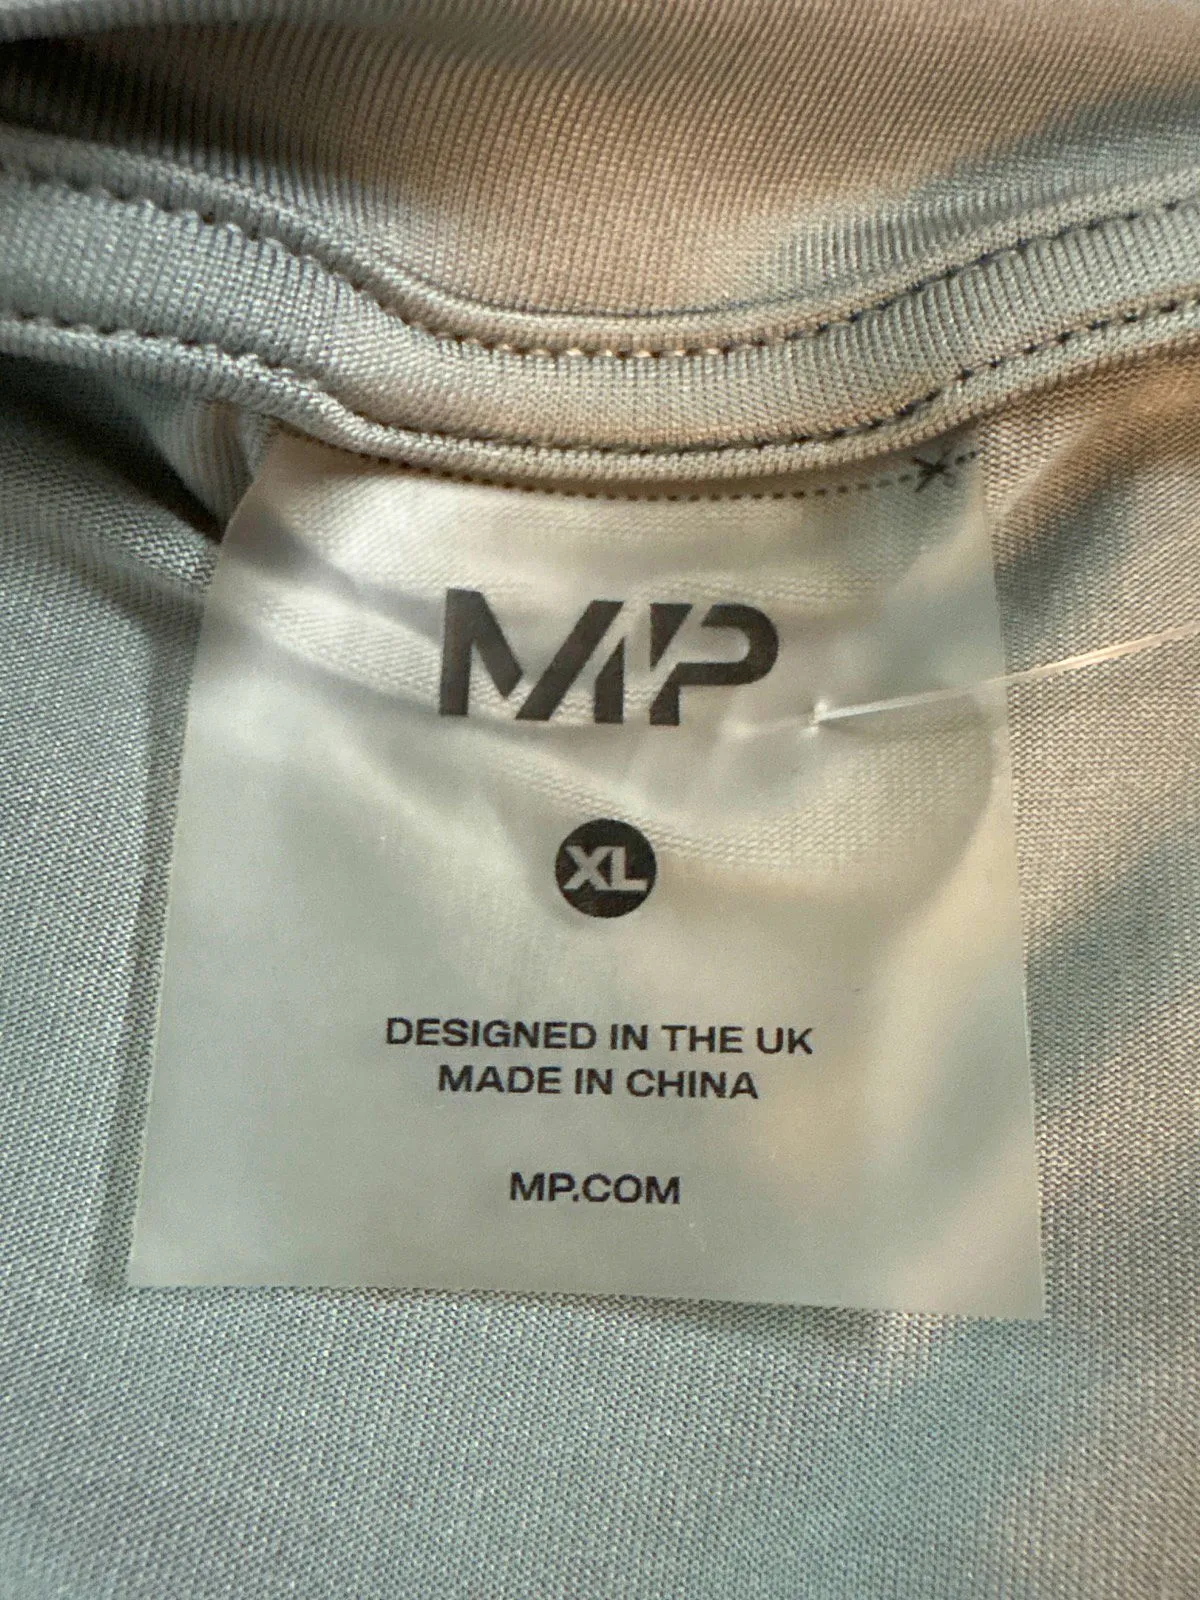 MP
XL
DESIGNED IN THE UK
MADE IN CHINA
MP.COM